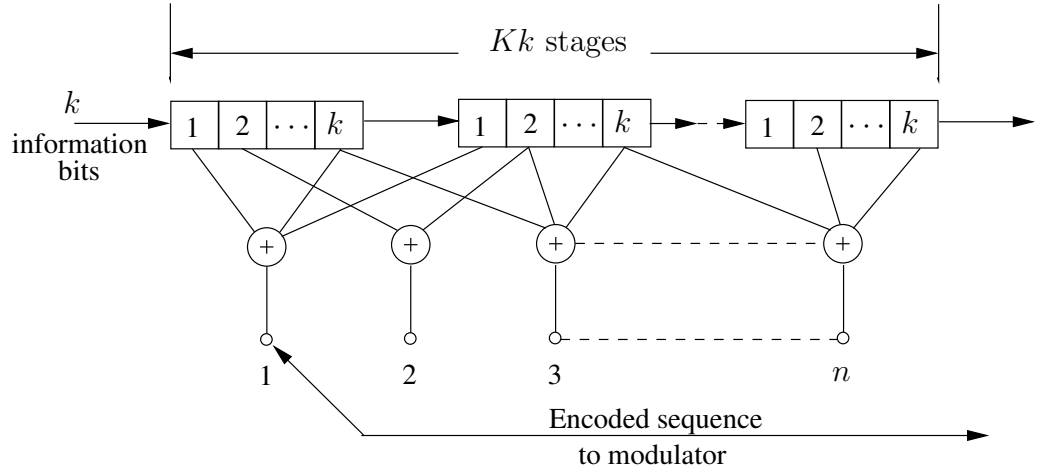 Kk stages
k
information
bits
1 2 ··· k
1 2 ··· k
1 2 ··· k
+ + + +
1 2 3 n
Encoded sequence
to modulator